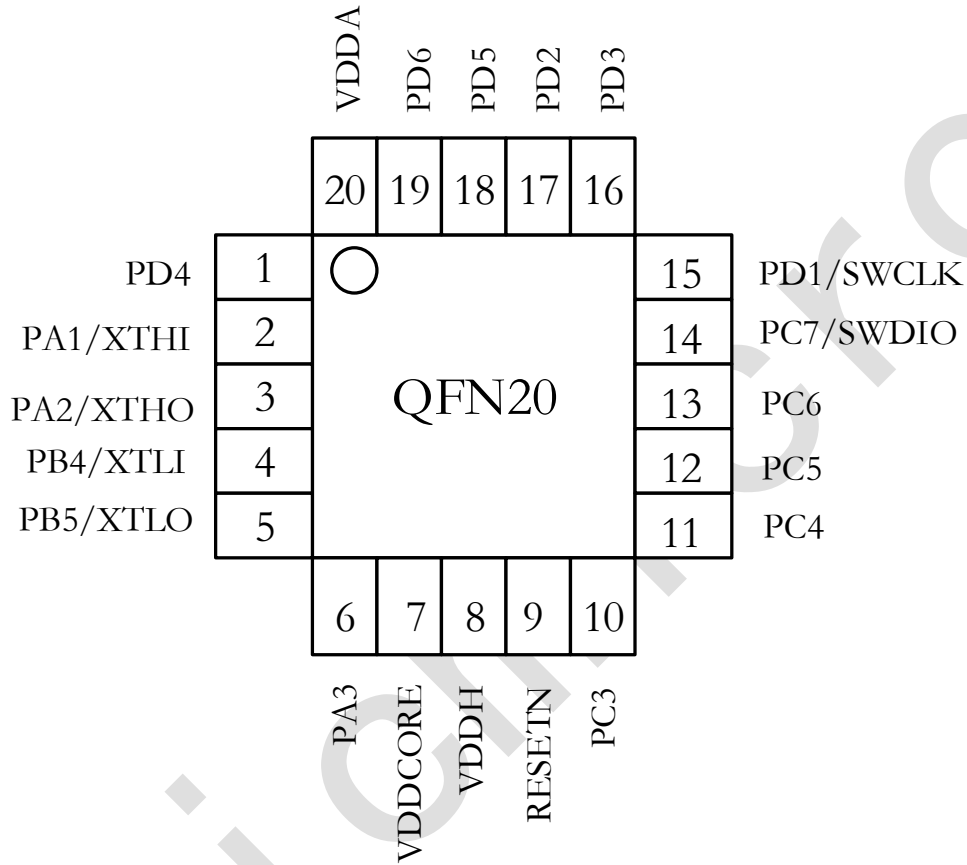 VDDA
PD6
PD5
PD2
PD3
20 19 18 17 16
PD4 1 15 PD1/SWCLK
PA1/XTHI 2 14 PC7/SWDIO
PA2/XTHO 3 QFN20 13 PC6
PB4/XTLI 4 12 PC5
PB5/XTLO 5 11 PC4
6 7 8 9 10
PA3
VDDCORE
VDDH
RESETN
PC3